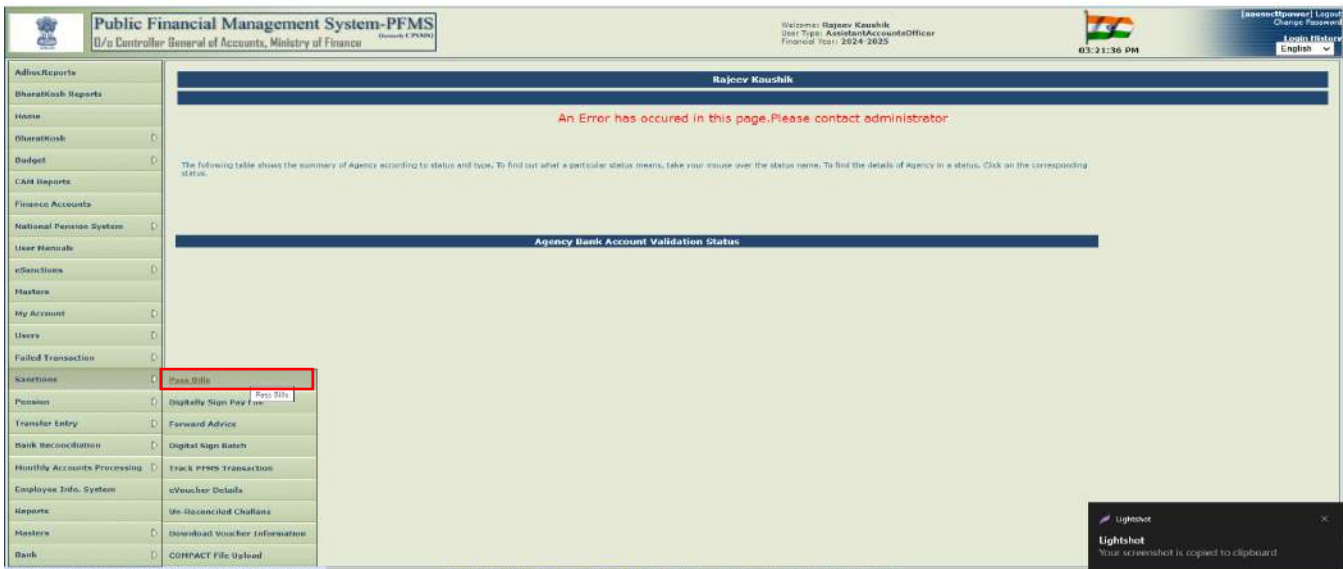 Public Financial Management System-PFMS
(formerly CPSMS)
O/o Controller General of Accounts, Ministry of Finance
Welcome: Rajeev Kaushik
User Type: AssistantAccountsOfficer
Financial Year: 2024-2025
03:21:36 PM
Logout
Change Password
Login History
English
AdhocReports
BharatKosh Reports
Home
BharatKosh
Budget
CAM Reports
Finance Accounts
National Pension System
User Manuals
eSanctions
Masters
My Account
Users
Failed Transaction
Sanctions
Pension
Transfer Entry
Bank Reconciliation
Monthly Accounts Processing
Employee Info. System
Reports
Masters
Bank
Rajeev Kaushik
An Error has occured in this page.Please contact administrator
The following table shows the summary of Agency according to status and type. To find out what a particular status means, take your mouse over the status name. To find the details of Agency in a status, Click on the corresponding
status.
Agency Bank Account Validation Status
Pass Bills
Pass Bills
Digitally Sign Pay File
Forward Advice
Digital Sign Batch
Track PFMS Transaction
eVoucher Details
Un-Reconciled Challans
Download Voucher Information
COMPACT File Upload
Lightshot
Lightshot
Your screenshot is copied to clipboard